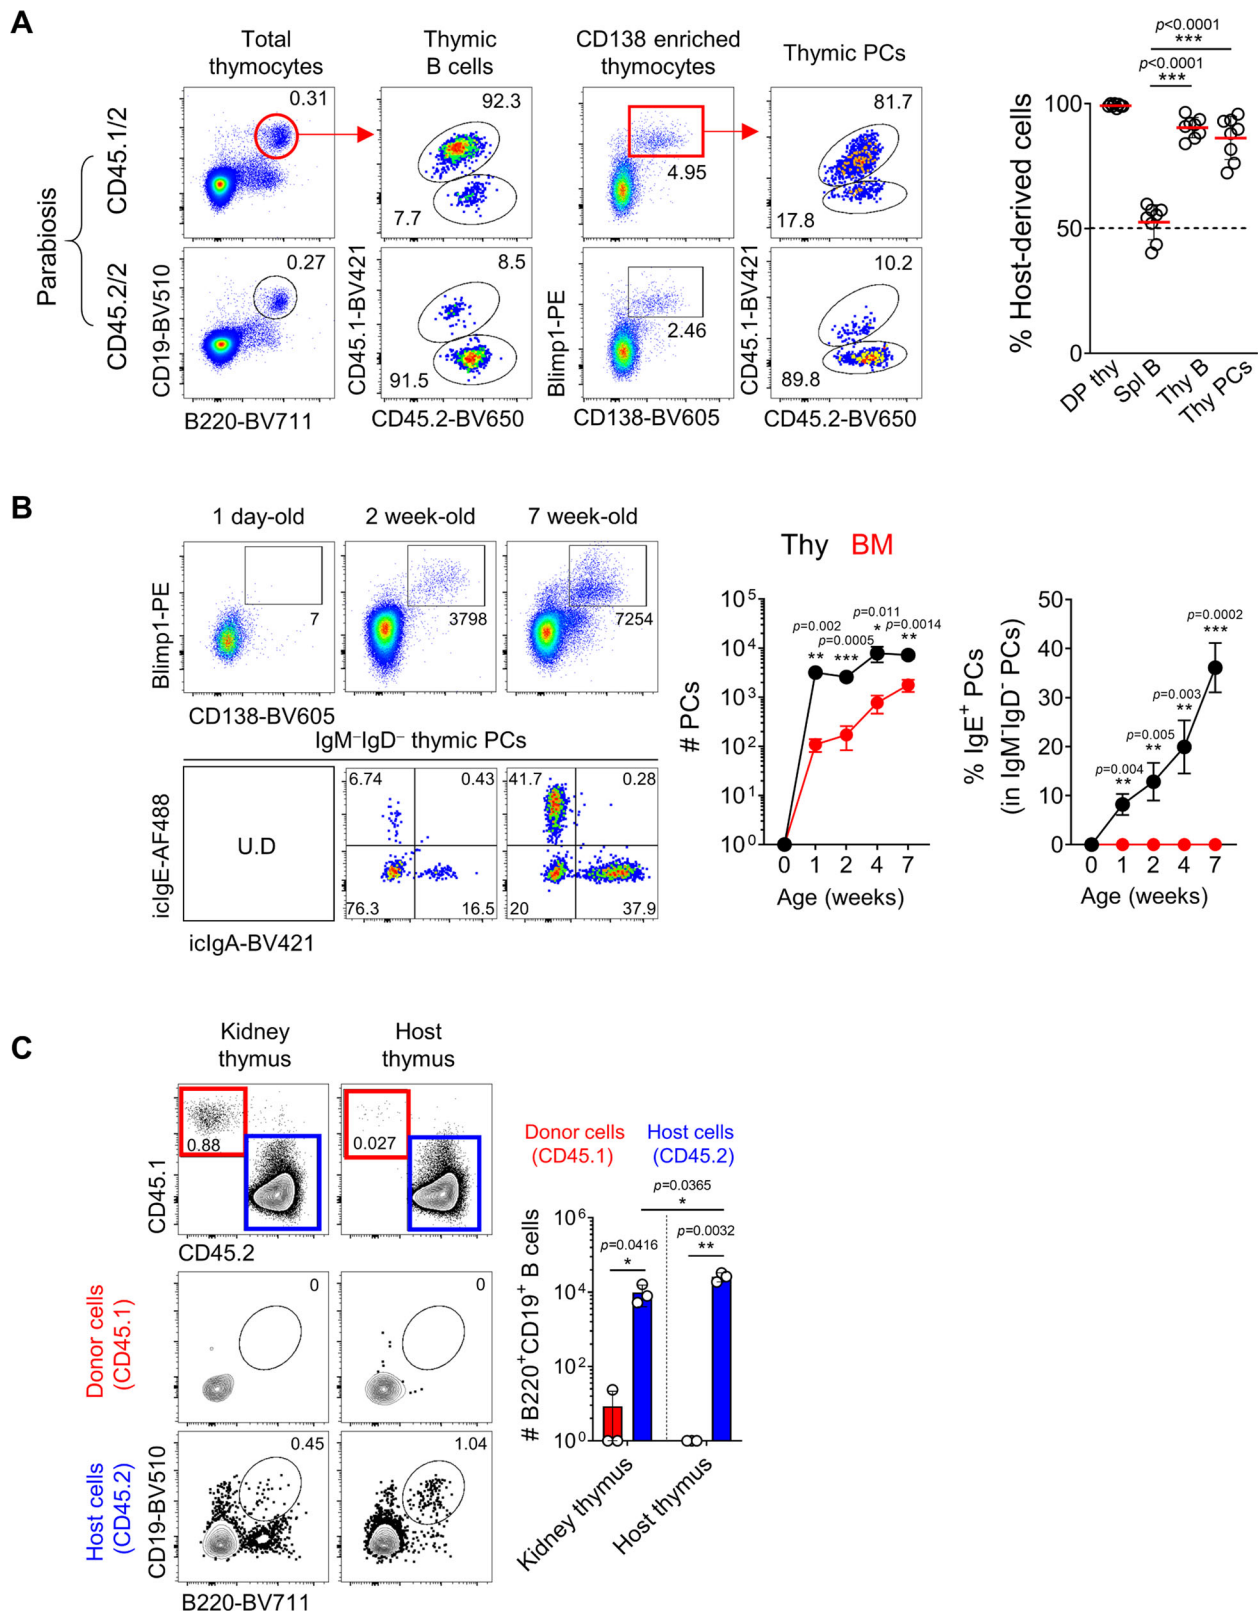 A
Total
thymocytes
Thymic
B cells
CD138 enriched
thymocytes
Thymic PCs
Parabiosis
CD45.1/2
CD45.2/2
0.31
92.3
7.7
4.95
81.7
17.8
0.27
8.5
91.5
2.46
10.2
89.8
CD19-BV510
B220-BV711
CD45.1-BV421
CD45.2-BV650
Blimp1-PE
CD138-BV605
CD45.1-BV421
CD45.2-BV650
p<0.0001
***
p<0.0001
***
% Host-derived cells
100
50
0
DP thy
Spl B
Thy B
Thy PCs
B
1 day-old
2 week-old
7 week-old
7
3798
7254
Blimp1-PE
CD138-BV605
IgM⁻IgD⁻ thymic PCs
U.D
6.74
0.43
76.3
16.5
41.7
0.28
20
37.9
icIgE-AF488
icIgA-BV421
Thy BM
# PCs
10⁵
10⁴
10³
10²
10¹
10⁰
p=0.002
**
p=0.0005
***
p=0.011
*
p=0.0014
**
0 1 2 4 7
Age (weeks)
% IgE⁺ PCs
(in IgM⁻IgD⁻ PCs)
50
40
30
20
10
0
p=0.004
**
p=0.005
**
p=0.003
**
p=0.0002
***
0 1 2 4 7
Age (weeks)
C
Kidney
thymus
Host
thymus
0.88
0.027
CD45.1
CD45.2
Donor cells
(CD45.1)
0
0
Host cells
(CD45.2)
0.45
1.04
CD19-BV510
B220-BV711
Donor cells
(CD45.1)
Host cells
(CD45.2)
p=0.0365
*
p=0.0416
*
p=0.0032
**
# B220⁺CD19⁺ B cells
10⁶
10⁴
10²
10⁰
Kidney thymus
Host thymus